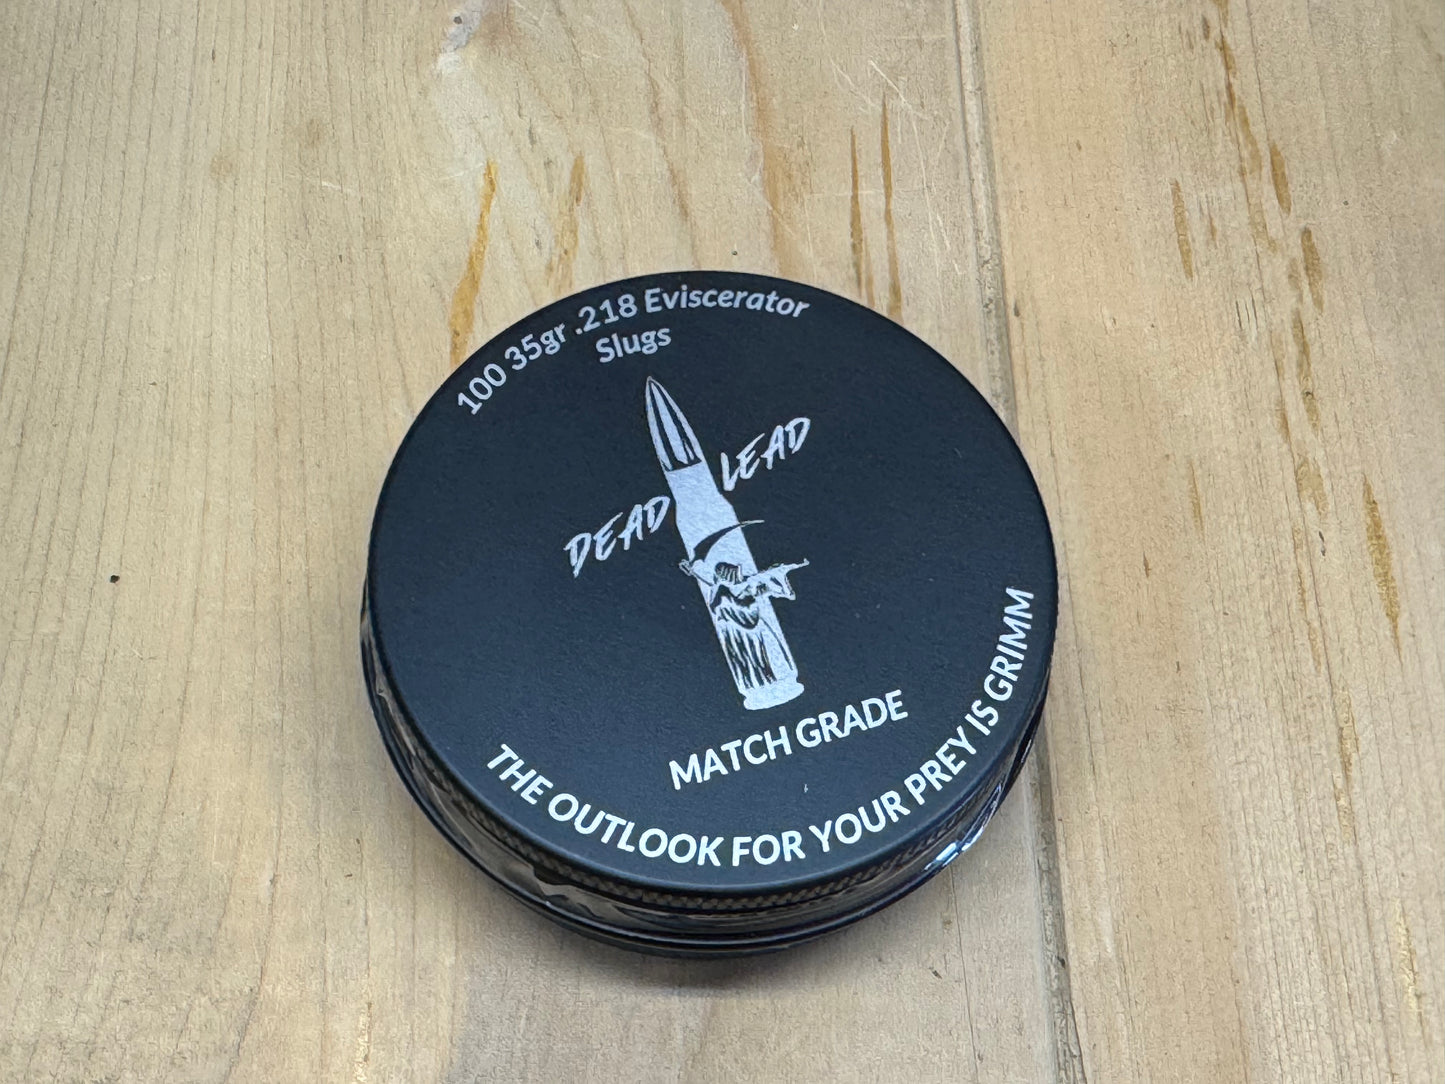 100 35gr .218 Eviscerator
Slugs
DEAD LEAD
MATCH GRADE
THE OUTLOOK FOR YOUR PREY IS GRIMM